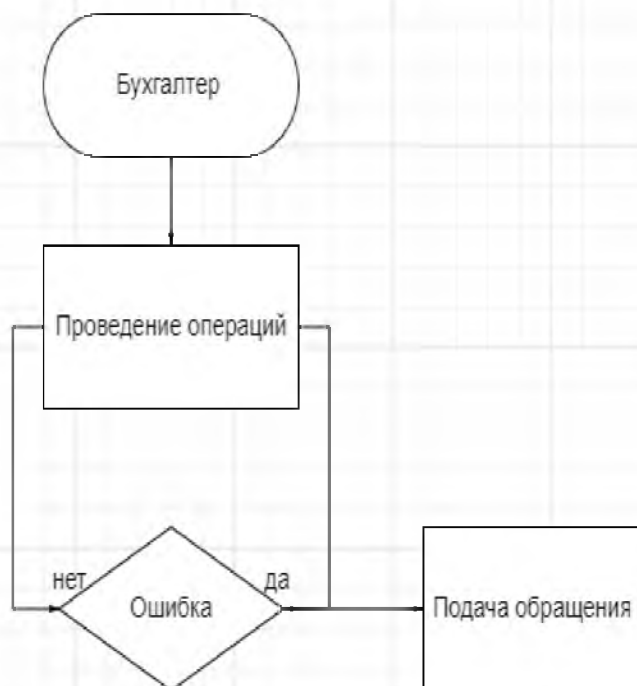 Бухгалтер
Проведение операций
нет
да
Ошибка
Подача обращения